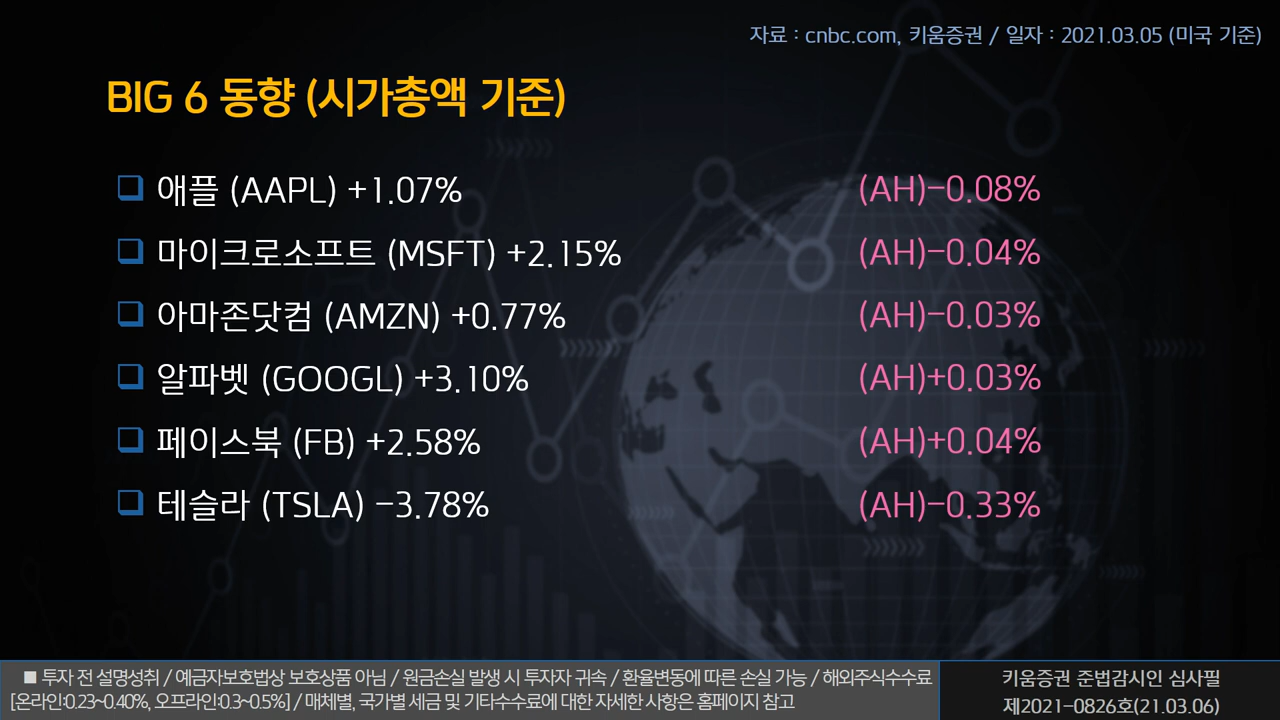 자료 : cnbc.com, 키움증권 / 일자 : 2021.03.05 (미국 기준)
BIG 6 동향 (시가총액 기준)
❑ 애플 (AAPL) +1.07% (AH)-0.08%
❑ 마이크로소프트 (MSFT) +2.15% (AH)-0.04%
❑ 아마존닷컴 (AMZN) +0.77% (AH)-0.03%
❑ 알파벳 (GOOGL) +3.10% (AH)+0.03%
❑ 페이스북 (FB) +2.58% (AH)+0.04%
❑ 테슬라 (TSLA) -3.78% (AH)-0.33%
■ 투자 전 설명성취 / 예금자보호법상 보호상품 아님 / 원금손실 발생 시 투자자 귀속 / 환율변동에 따른 손실 가능 / 해외주식수수료
[온라인:0.23~0.40%, 오프라인:0.3~0.5%] / 매체별, 국가별 세금 및 기타수수료에 대한 자세한 사항은 홈페이지 참고
키움증권 준법감시인 심사필
제2021-0826호(21.03.06)